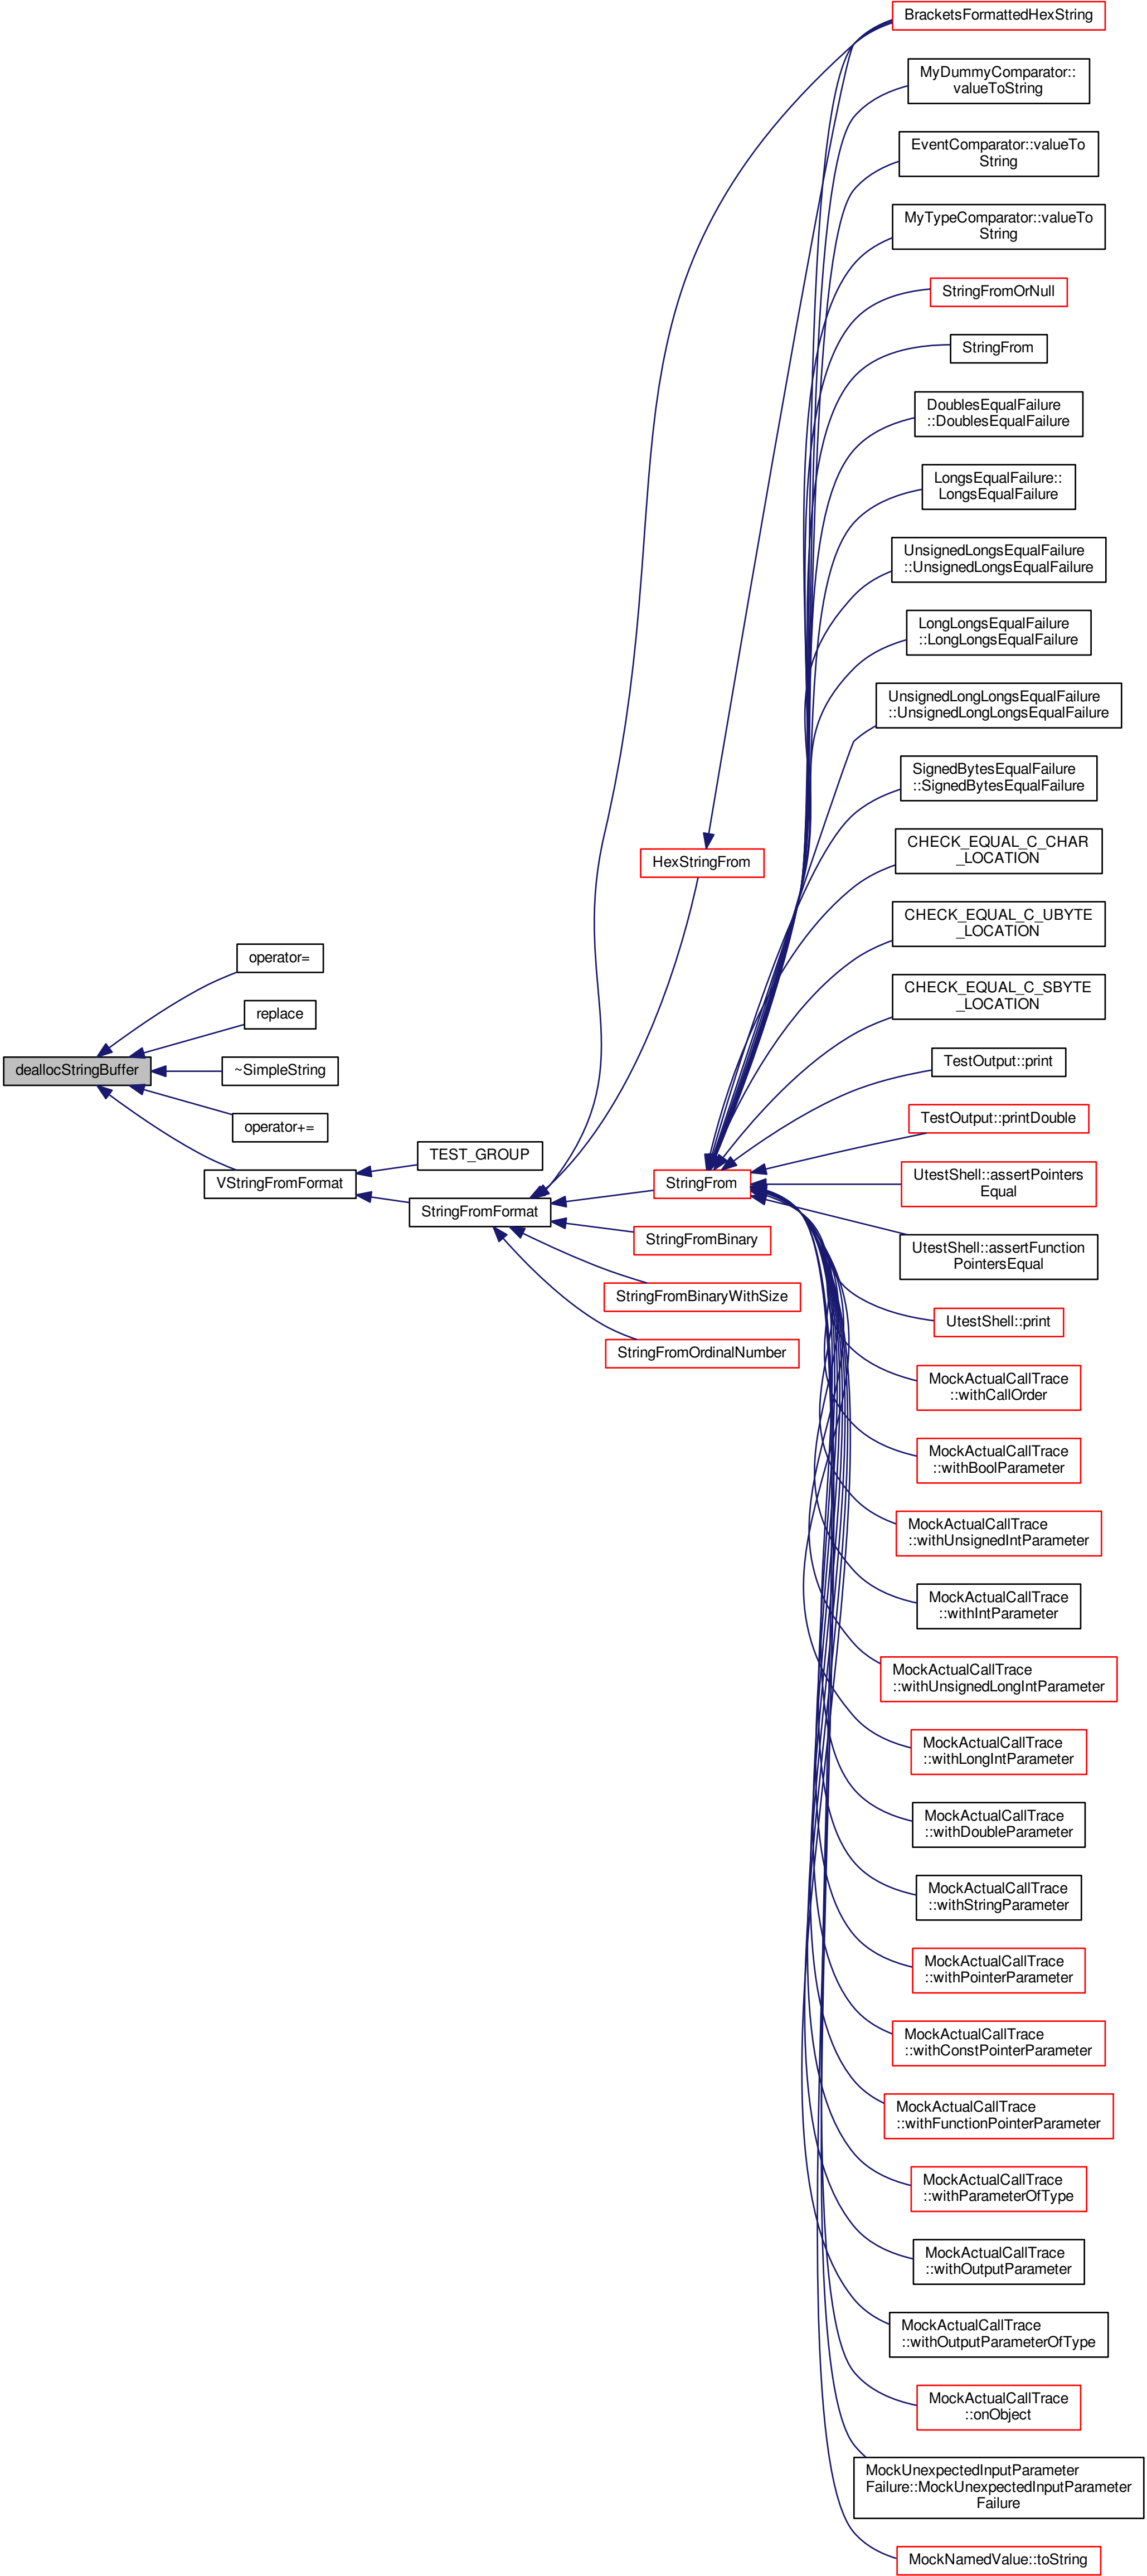 BracketsFormattedHexString
MyDummyComparator::
valueToString
EventComparator::valueTo
String
MyTypeComparator::valueTo
String
StringFromOrNull
StringFrom
DoublesEqualFailure
::DoublesEqualFailure
LongsEqualFailure::
LongsEqualFailure
UnsignedLongsEqualFailure
::UnsignedLongsEqualFailure
LongLongsEqualFailure
::LongLongsEqualFailure
UnsignedLongLongsEqualFailure
::UnsignedLongLongsEqualFailure
SignedBytesEqualFailure
::SignedBytesEqualFailure
CHECK_EQUAL_C_CHAR
_LOCATION
HexStringFrom
CHECK_EQUAL_C_UBYTE
_LOCATION
operator=
CHECK_EQUAL_C_SBYTE
_LOCATION
replace
deallocStringBuffer
~SimpleString
TestOutput::print
operator+=
TestOutput::printDouble
TEST_GROUP
VStringFromFormat
StringFrom
UtestShell::assertPointers
Equal
StringFromFormat
StringFromBinary
UtestShell::assertFunction
PointersEqual
StringFromBinaryWithSize
UtestShell::print
StringFromOrdinalNumber
MockActualCallTrace
::withCallOrder
MockActualCallTrace
::withBoolParameter
MockActualCallTrace
::withUnsignedIntParameter
MockActualCallTrace
::withIntParameter
MockActualCallTrace
::withUnsignedLongIntParameter
MockActualCallTrace
::withLongIntParameter
MockActualCallTrace
::withDoubleParameter
MockActualCallTrace
::withStringParameter
MockActualCallTrace
::withPointerParameter
MockActualCallTrace
::withConstPointerParameter
MockActualCallTrace
::withFunctionPointerParameter
MockActualCallTrace
::withParameterOfType
MockActualCallTrace
::withOutputParameter
MockActualCallTrace
::withOutputParameterOfType
MockActualCallTrace
::onObject
MockUnexpectedInputParameter
Failure::MockUnexpectedInputParameter
Failure
MockNamedValue::toString